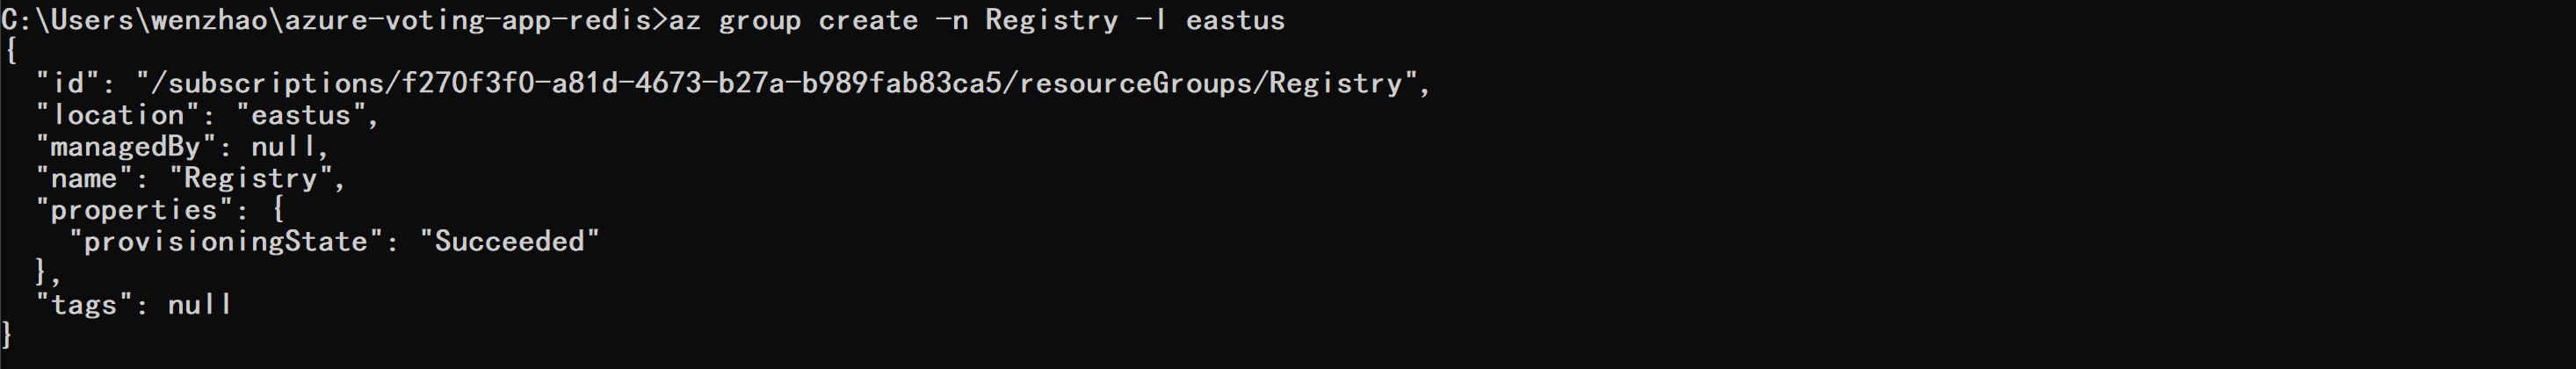 C:\Users\wenzhao\azure-voting-app-redis>az group create -n Registry -l eastus
{
  "id": "/subscriptions/f270f3f0-a81d-4673-b27a-b989fab83ca5/resourceGroups/Registry",
  "location": "eastus",
  "managedBy": null,
  "name": "Registry",
  "properties": {
    "provisioningState": "Succeeded"
  },
  "tags": null
}